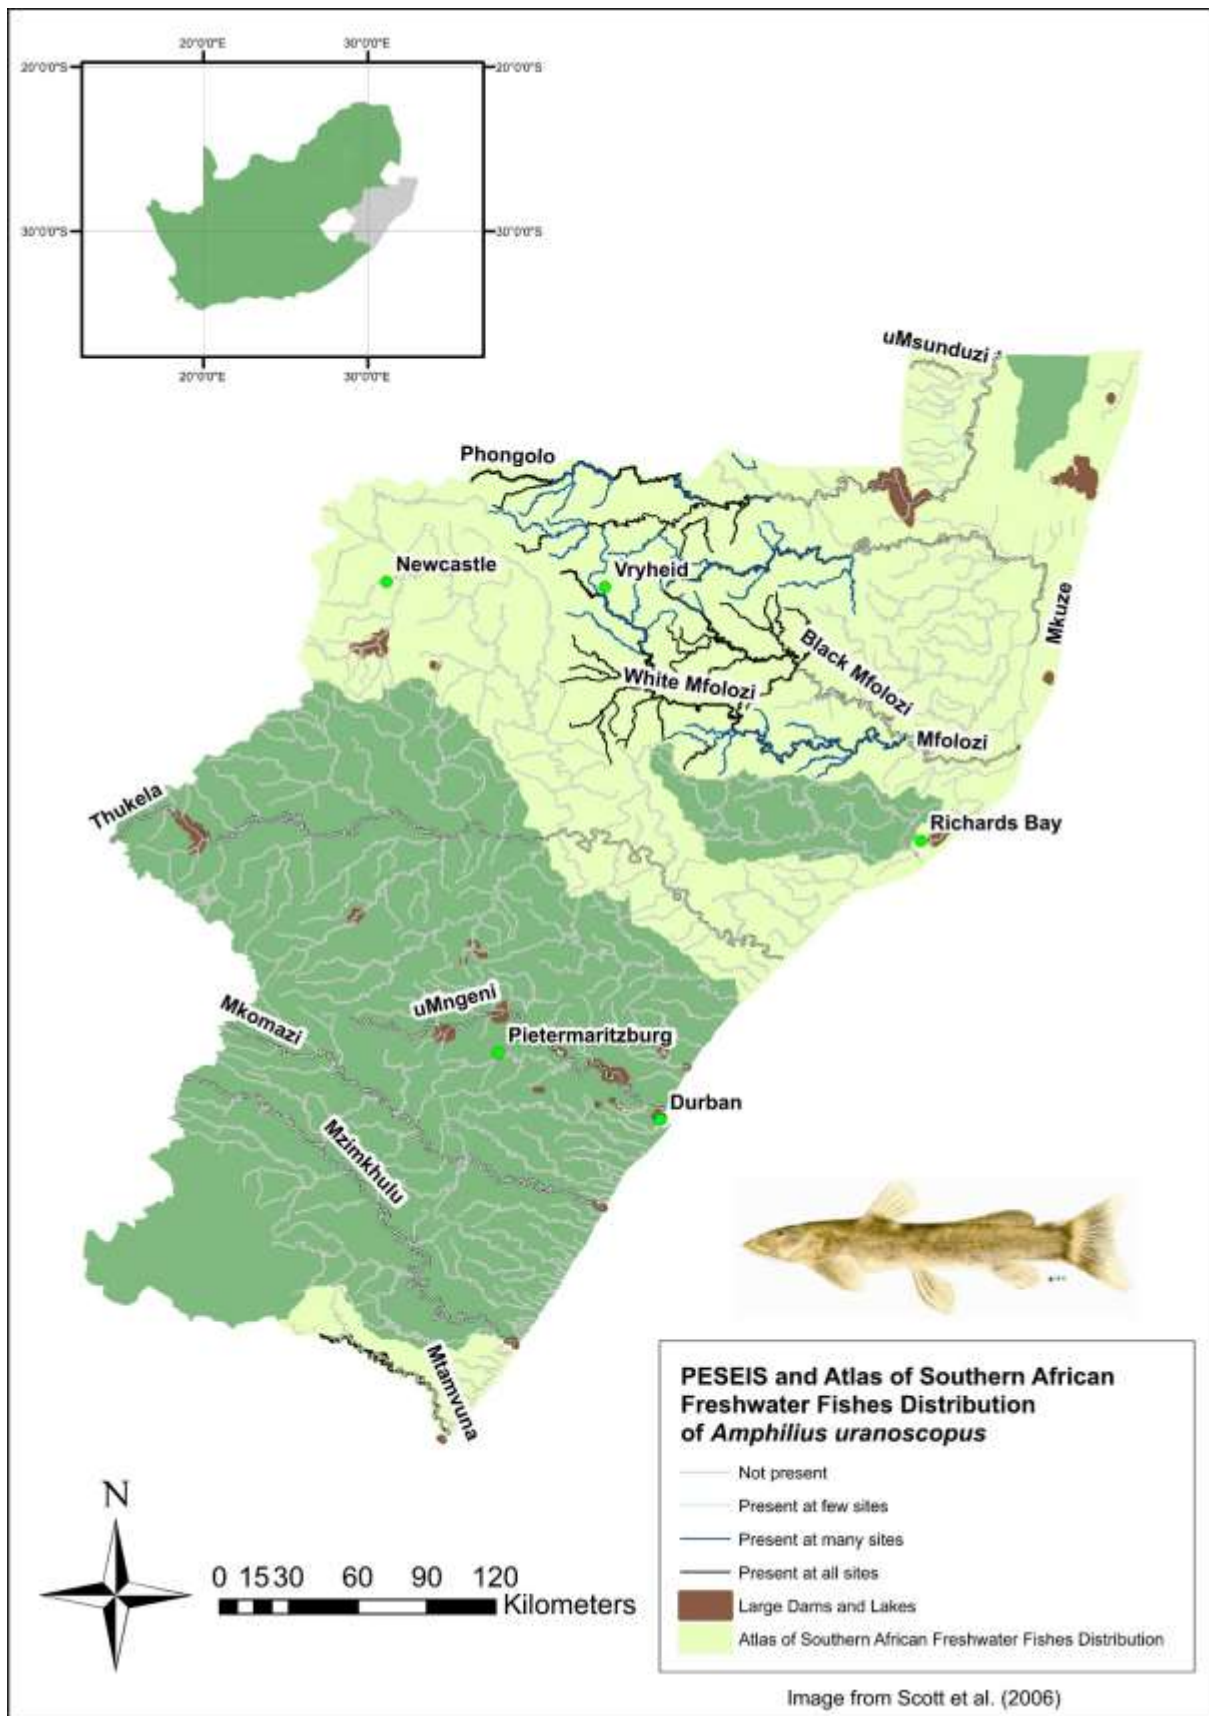 20°0'0"E 30°0'0"E
20°0'0"S 20°0'0"S
30°0'0"S 30°0'0"S
20°0'0"E 30°0'0"E
uMsunduzi
Phongolo
Newcastle
Vryheid
Mkuze
Black Mfolozi
White Mfolozi
Mfolozi
Thukela
Richards Bay
uMngeni
Mkomazi
Pietermaritzburg
Durban
Mzimkhulu
Mtamvuna
PESEIS and Atlas of Southern African
Freshwater Fishes Distribution
of Amphilius uranoscopus
Not present
Present at few sites
Present at many sites
Present at all sites
Large Dams and Lakes
Atlas of Southern African Freshwater Fishes Distribution
N
0 15 30 60 90 120
Kilometers
Image from Scott et al. (2006)